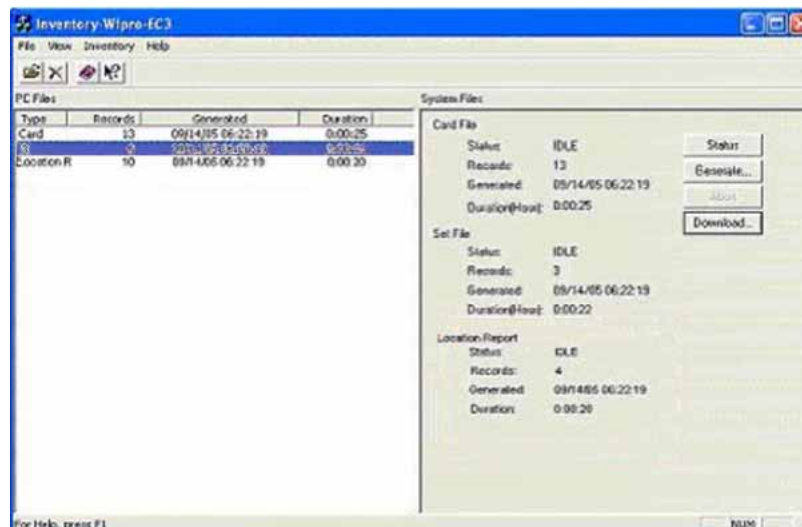 Inventory-Wipro-EC3
File View Inventory Help
PC Files
Type Records Generated Duration
Card 13 09/14/05 06:22:19 0:00:25
Location R 10 09/14/05 06:22:19 0:00:20
System Files
Card File
Status IDLE
Records 13
Generated 09/14/05 06:22:19
Duration(Hour): 0:00:25
Status
Generate...
Abort
Download...
Set File
Status IDLE
Records 3
Generated 09/14/05 06:22:19
Duration(Hour): 0:00:22
Location Report
Status IDLE
Records: 4
Generated 09/14/05 06:22:19
Duration: 0:00:20
For Help, press F1
NUM